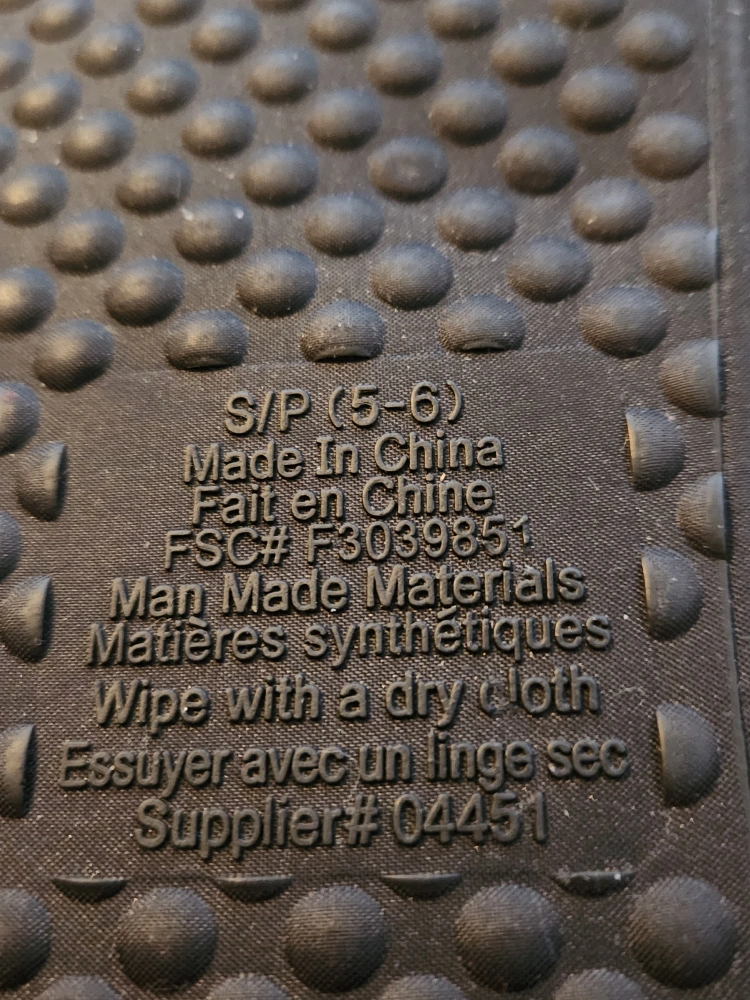 S/P (5-6)
Made In China
Fait en Chine
FSC# F3039851
Man Made Materials
Matières synthétiques
Wipe with a dry cloth
Essuyer avec un linge sec
Supplier# 04451